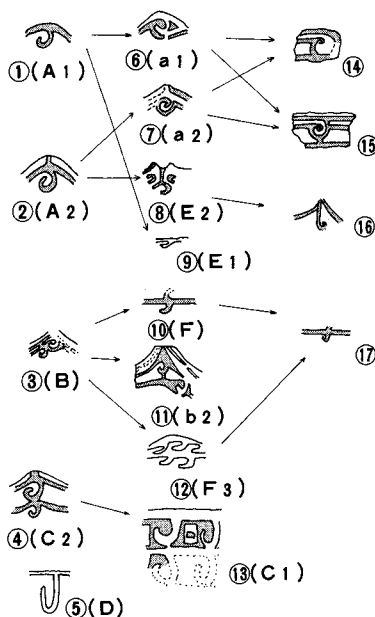 ①(A1)
⑥(a1)
⑭
⑦(a2)
⑮
②(A2)
⑧(E2)
⑯
⑨(E1)
⑩(F)
⑰
③(B)
⑪(b2)
⑫(F3)
④(C2)
⑬(C1)
⑤(D)